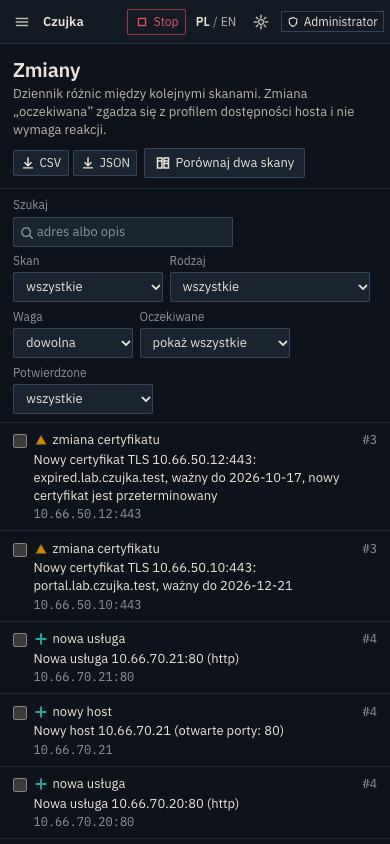 Czujka
Stop
PL / EN
Administrator
Zmiany
Dziennik różnic między kolejnymi skanami. Zmiana
„oczekiwana” zgadza się z profilem dostępności hosta i nie
wymaga reakcji.
CSV
JSON
Porównaj dwa skany
Szukaj
adres albo opis
Skan
Rodzaj
wszystkie
wszystkie
Waga
Oczekiwane
dowolna
pokaż wszystkie
Potwierdzone
wszystkie
zmiana certyfikatu #3
Nowy certyfikat TLS 10.66.50.12:443:
expired.lab.czujka.test, ważny do 2026-10-17, nowy
certyfikat jest przeterminowany
10.66.50.12:443
zmiana certyfikatu #3
Nowy certyfikat TLS 10.66.50.10:443:
portal.lab.czujka.test, ważny do 2026-12-21
10.66.50.10:443
nowa usługa #4
Nowa usługa 10.66.70.21:80 (http)
10.66.70.21:80
nowy host #4
Nowy host 10.66.70.21 (otwarte porty: 80)
10.66.70.21
nowa usługa #4
Nowa usługa 10.66.70.20:80 (http)
10.66.70.20:80